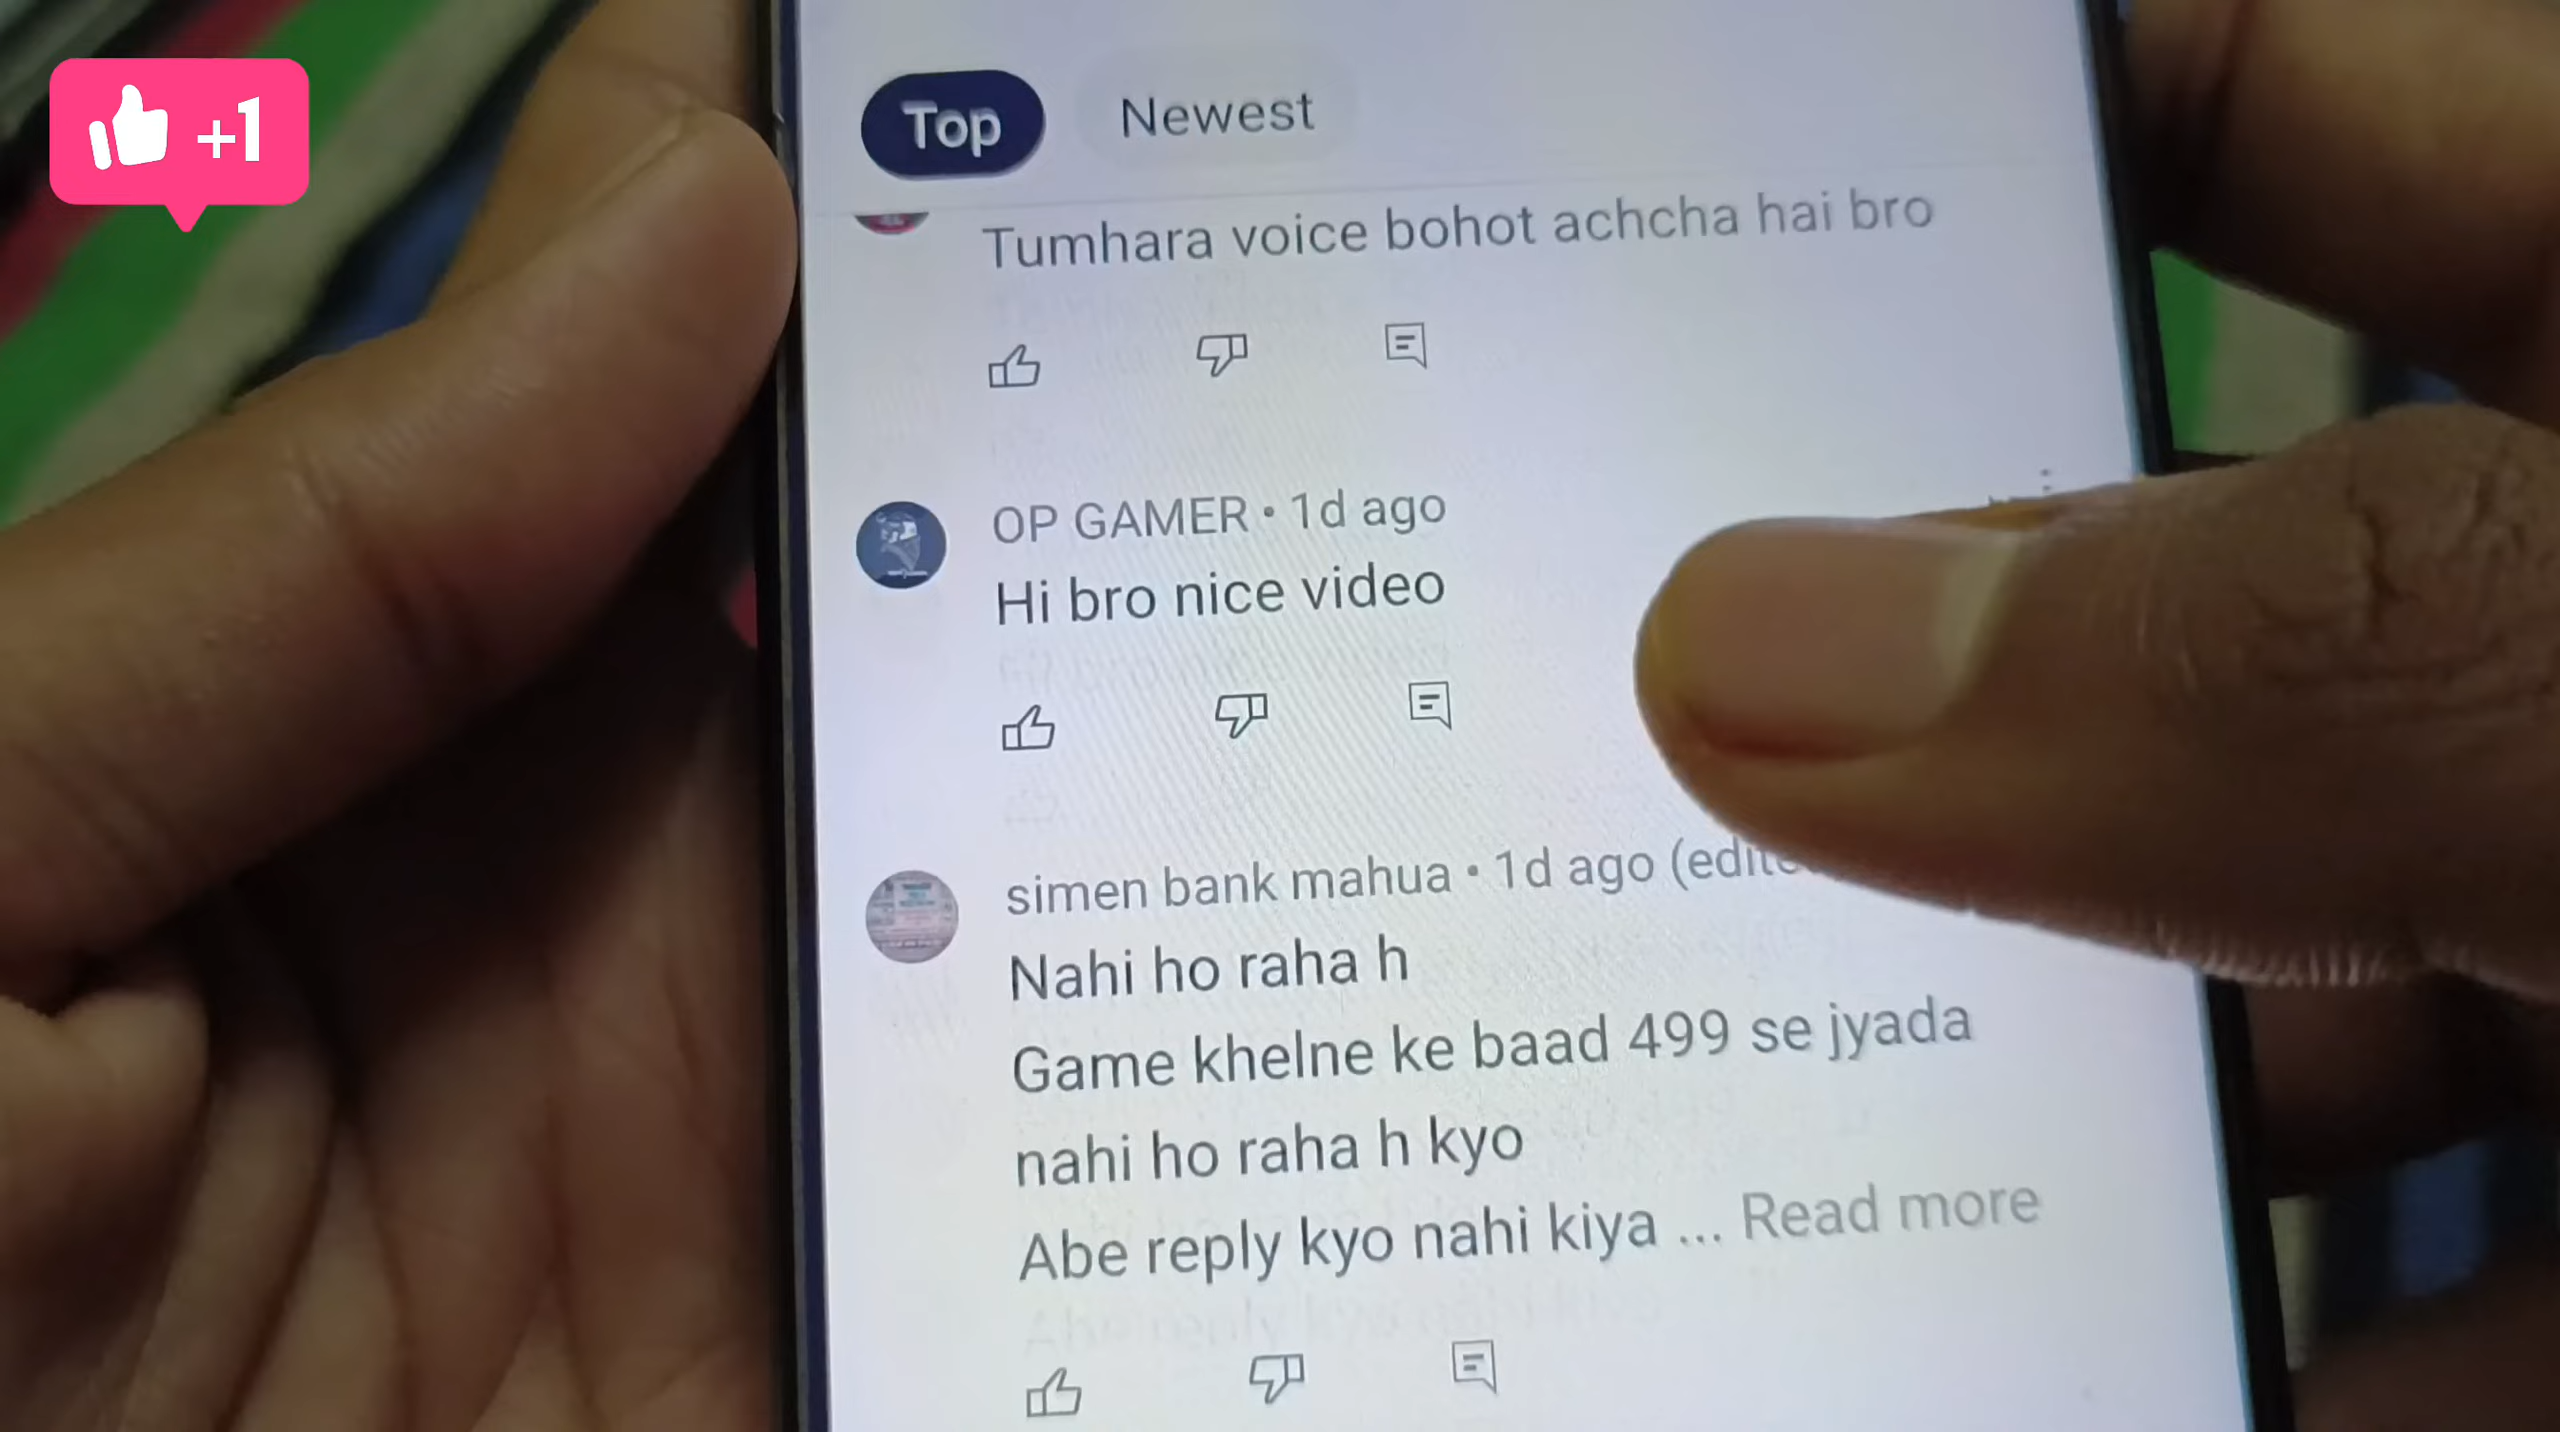 +1
Top Newest
Tumhara voice bohot achcha hai bro
OP GAMER • 1d ago
Hi bro nice video
simen bank mahua • 1d ago
Nahi ho raha h
Game khelne ke baad 499 se jyada
nahi ho raha h kyo
Abe reply kyo nahi kiya ... Read more